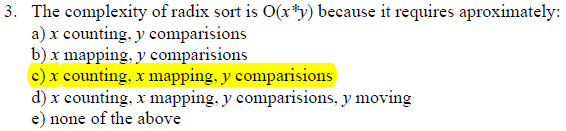 3. The complexity of radix sort is O(x*y) because it requires aproximately:
a) x counting, y comparisions
b) x mapping, y comparisions
c) x counting, x mapping, y comparisions
d) x counting, x mapping, y comparisions, y moving
e) none of the above